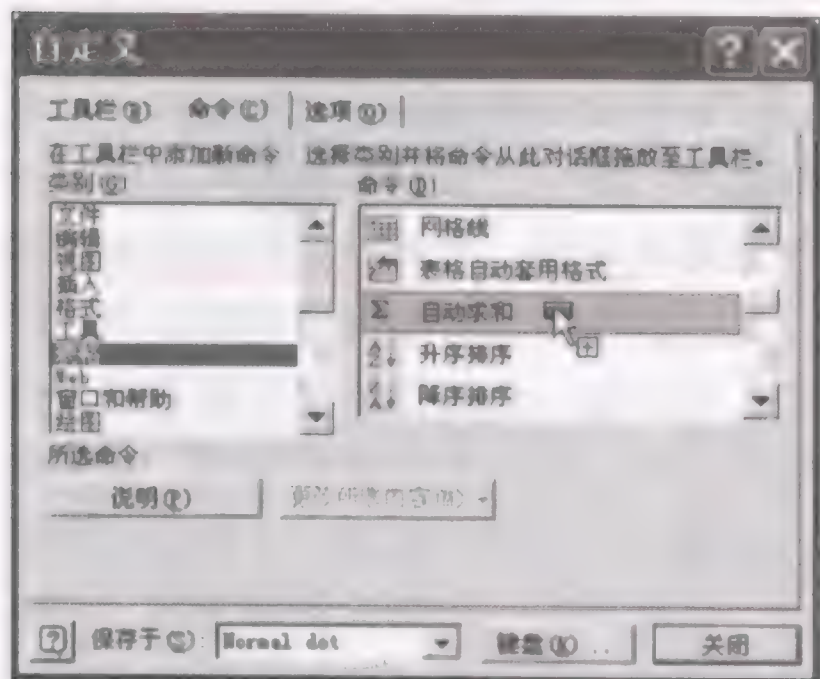 自定义
工具栏(B) 命令(C) 选项(O)
在工具栏中添加新命令 选择类别并将命令从此对话框拖放至工具栏。
类别(G) 命令(D)
文件
编辑
视图
插入
格式
工具
Web
窗口和帮助
绘图
网格线
表格自动套用格式
Σ 自动求和
升序排序
降序排序
所选命令
说明(P)
保存于(S): Normal dot 键盘(K)... 关闭